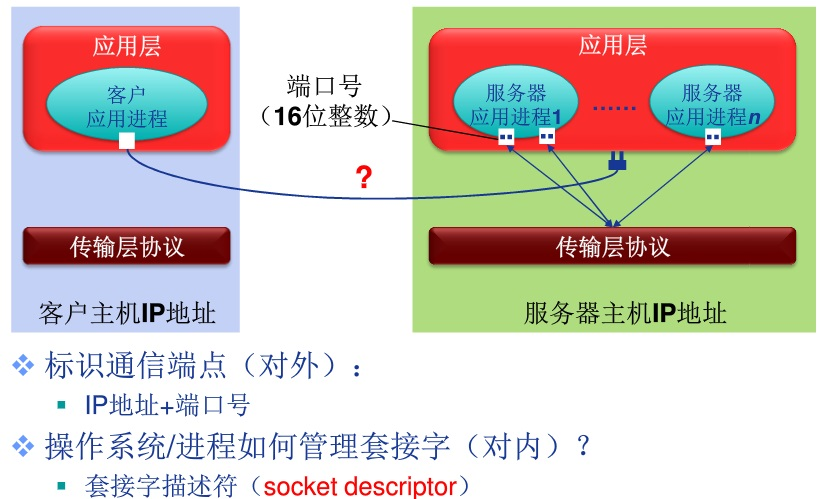 应用层
客户
应用进程
传输层协议
客户主机IP地址
端口号
（16位整数）
?
应用层
服务器
应用进程1
……
服务器
应用进程n
传输层协议
服务器主机IP地址
标识通信端点（对外）：
IP地址+端口号
操作系统/进程如何管理套接字（对内）？
套接字描述符（socket descriptor）